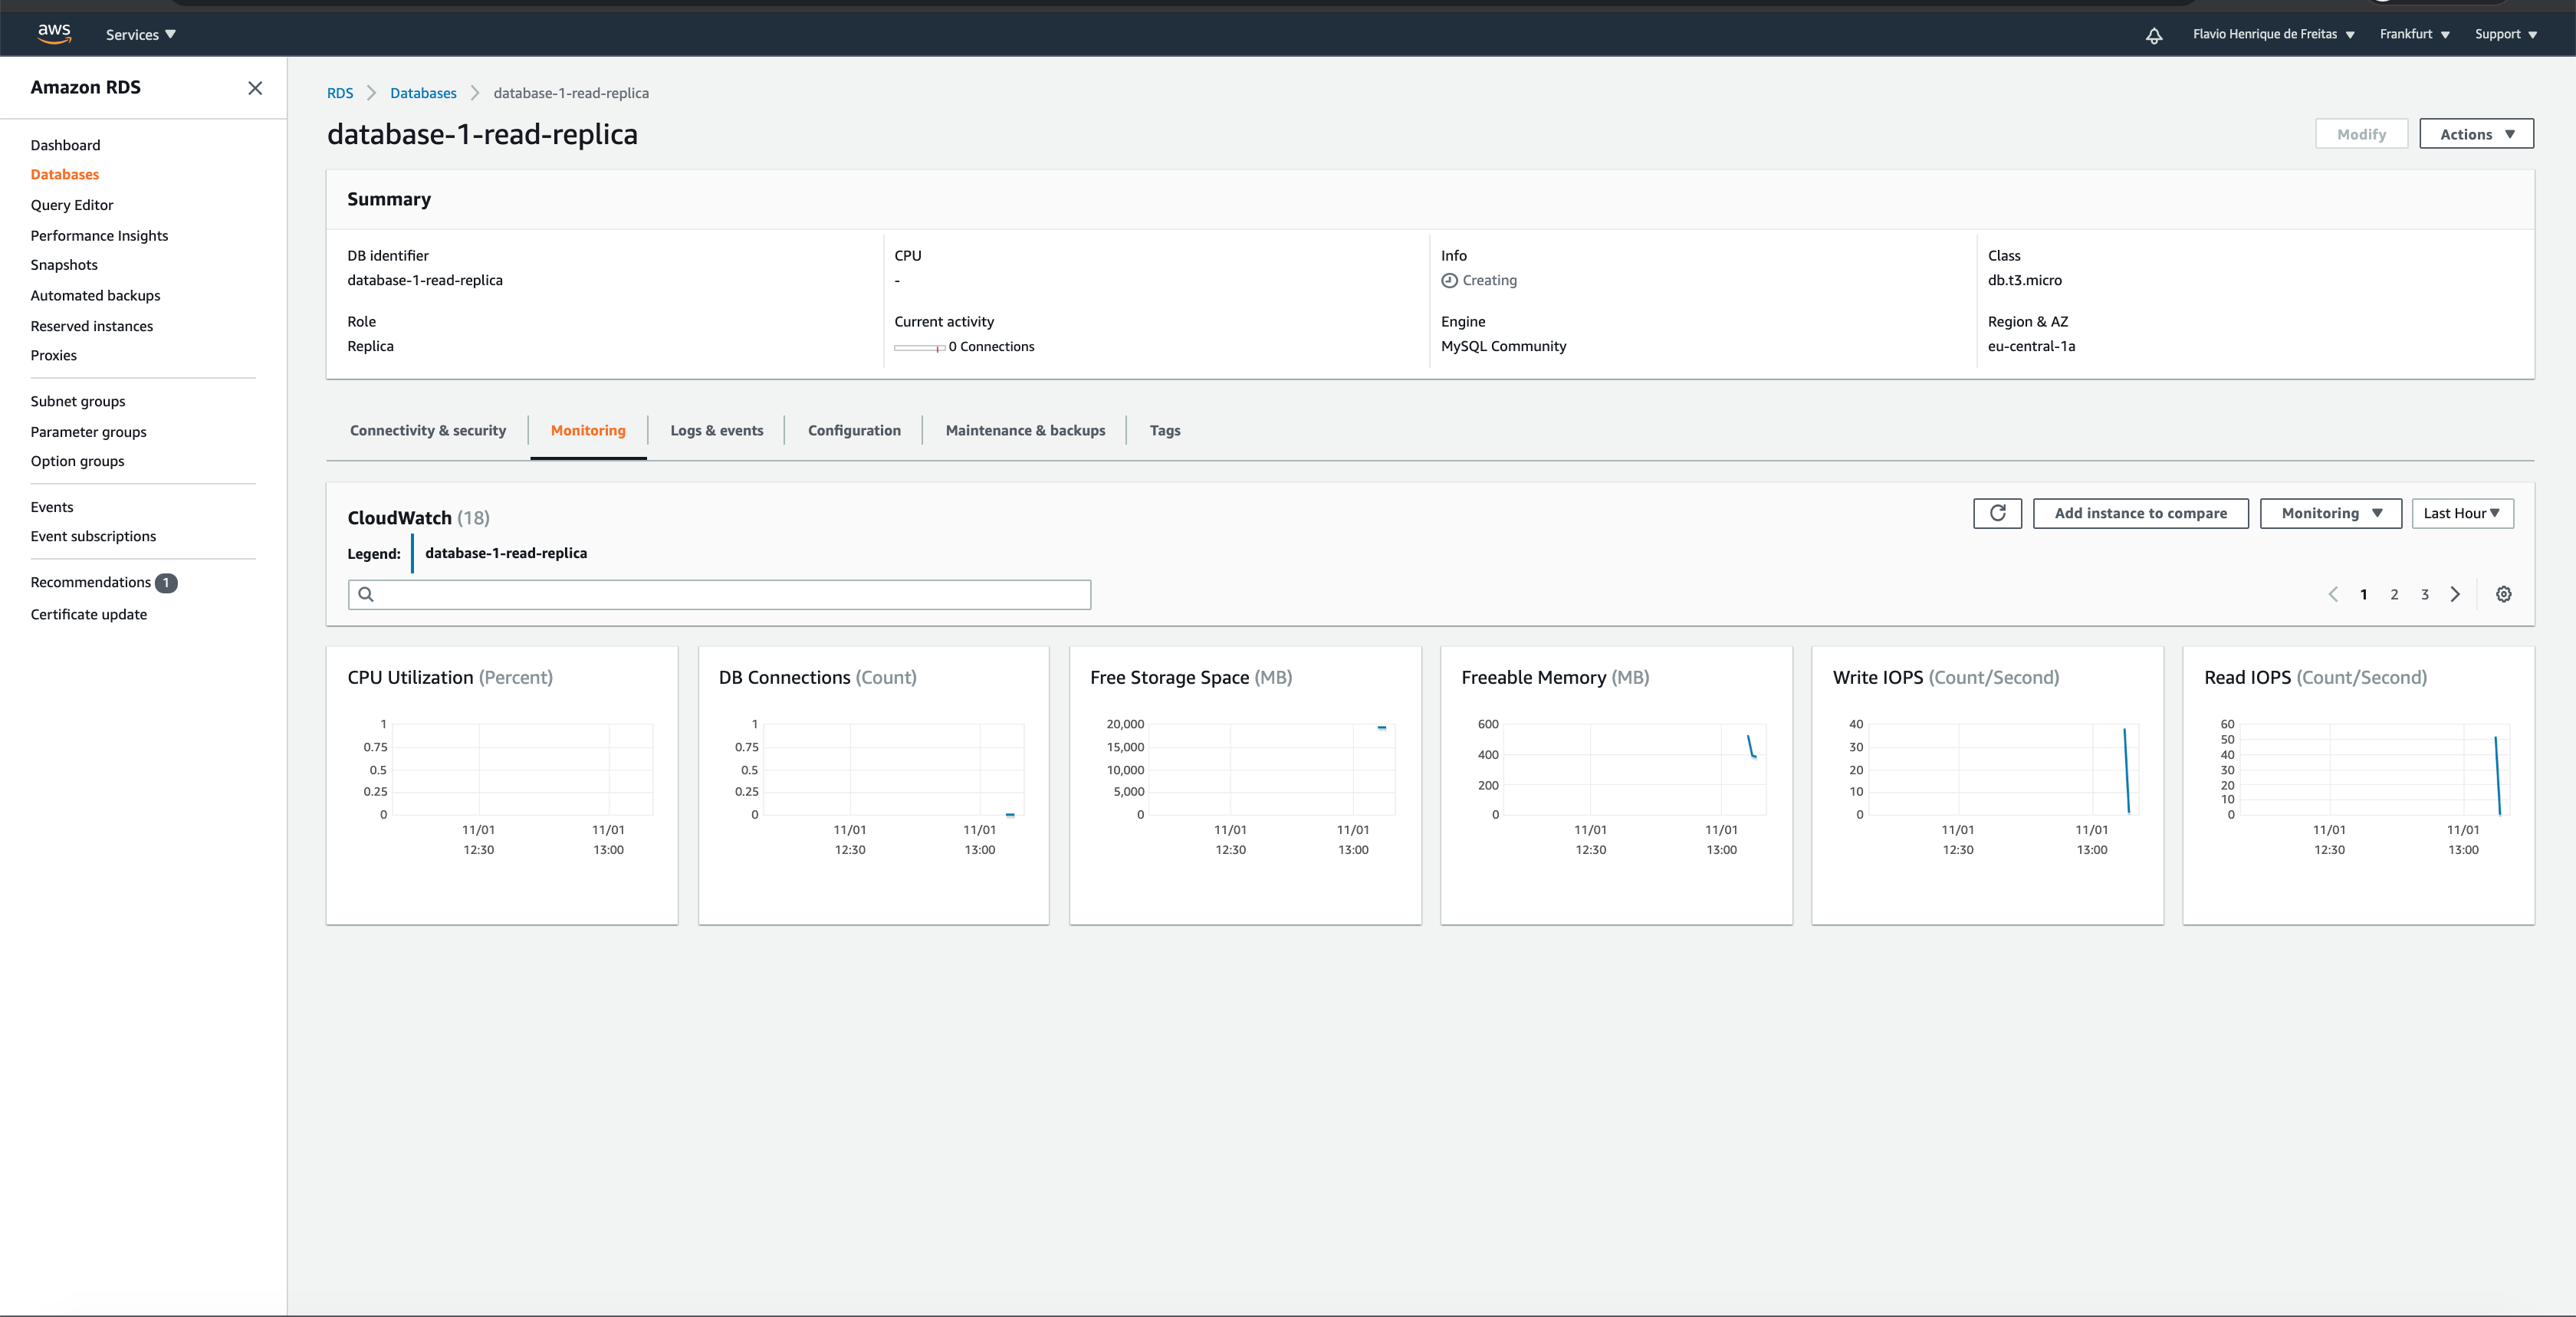 aws Services Flavio Henrique de Freitas Frankfurt Support
Amazon RDS
Dashboard
Databases
Query Editor
Performance Insights
Snapshots
Automated backups
Reserved instances
Proxies
Subnet groups
Parameter groups
Option groups
Events
Event subscriptions
Recommendations 1
Certificate update
RDS Databases database-1-read-replica
database-1-read-replica
Modify Actions
Summary
DB identifier
database-1-read-replica
Role
Replica
CPU
-
Current activity
0 Connections
Info
Creating
Engine
MySQL Community
Class
db.t3.micro
Region & AZ
eu-central-1a
Connectivity & security Monitoring Logs & events Configuration Maintenance & backups Tags
CloudWatch (18)
Add instance to compare Monitoring Last Hour
Legend: database-1-read-replica
1 2 3
CPU Utilization (Percent)
1
0.75
0.5
0.25
0
11/01 11/01
12:30 13:00
DB Connections (Count)
1
0.75
0.5
0.25
0
11/01 11/01
12:30 13:00
Free Storage Space (MB)
20,000
15,000
10,000
5,000
0
11/01 11/01
12:30 13:00
Freeable Memory (MB)
600
400
200
0
11/01 11/01
12:30 13:00
Write IOPS (Count/Second)
40
30
20
10
0
11/01 11/01
12:30 13:00
Read IOPS (Count/Second)
60
50
40
30
20
10
0
11/01 11/01
12:30 13:00